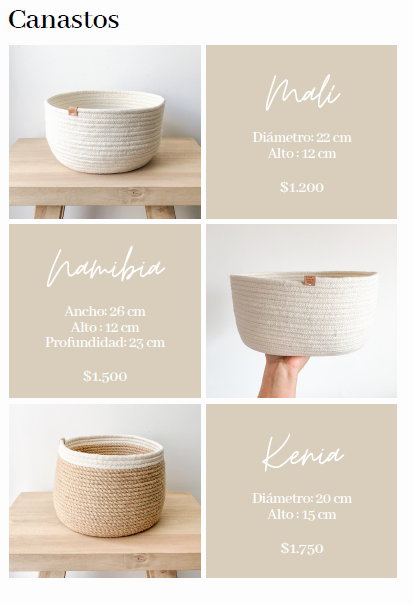 Canastos
Mali
Diámetro: 22 cm
Alto : 12 cm
$1.200
Namibia
Ancho: 26 cm
Alto : 12 cm
Profundidad: 23 cm
$1.500
Kenia
Diámetro: 20 cm
Alto : 15 cm
$1.750